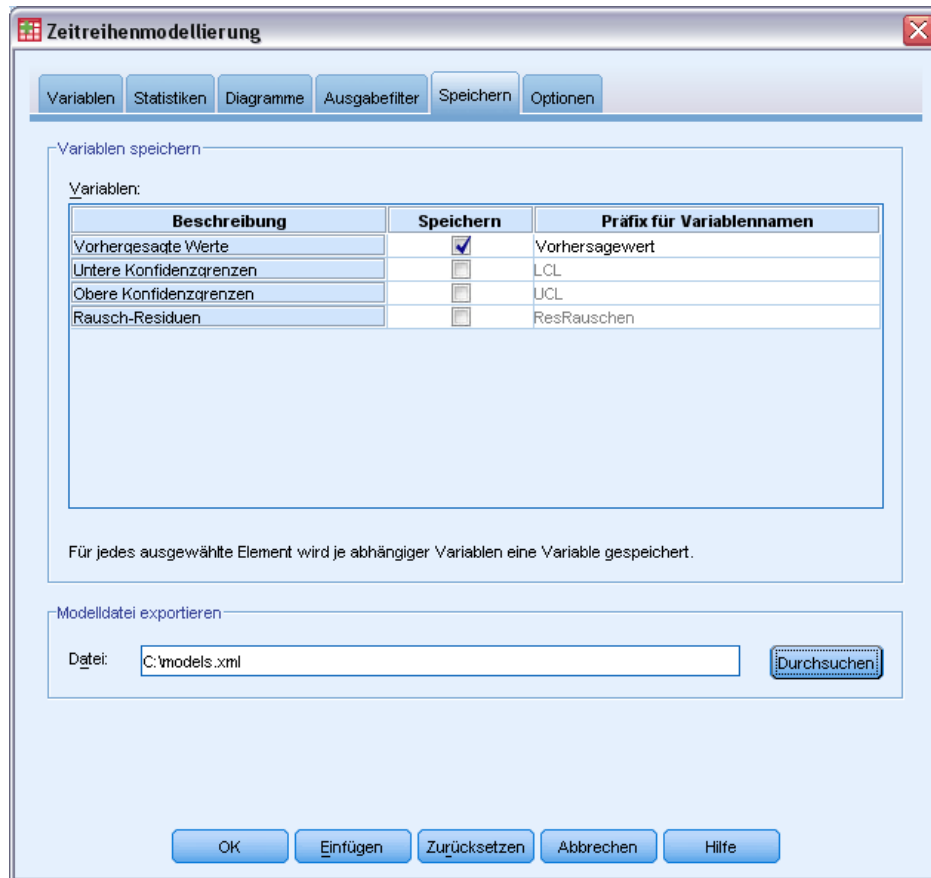 Zeitreihenmodellierung
Variablen Statistiken Diagramme Ausgabefilter Speichern Optionen
Variablen speichern
Variablen:
Beschreibung Speichern Präfix für Variablennamen
Vorhergesagte Werte Vorhersagewert
Untere Konfidenzgrenzen LCL
Obere Konfidenzgrenzen UCL
Rausch-Residuen ResRauschen
Für jedes ausgewählte Element wird je abhängiger Variablen eine Variable gespeichert.
Modelldatei exportieren
Datei: C:\models.xml Durchsuchen
OK Einfügen Zurücksetzen Abbrechen Hilfe